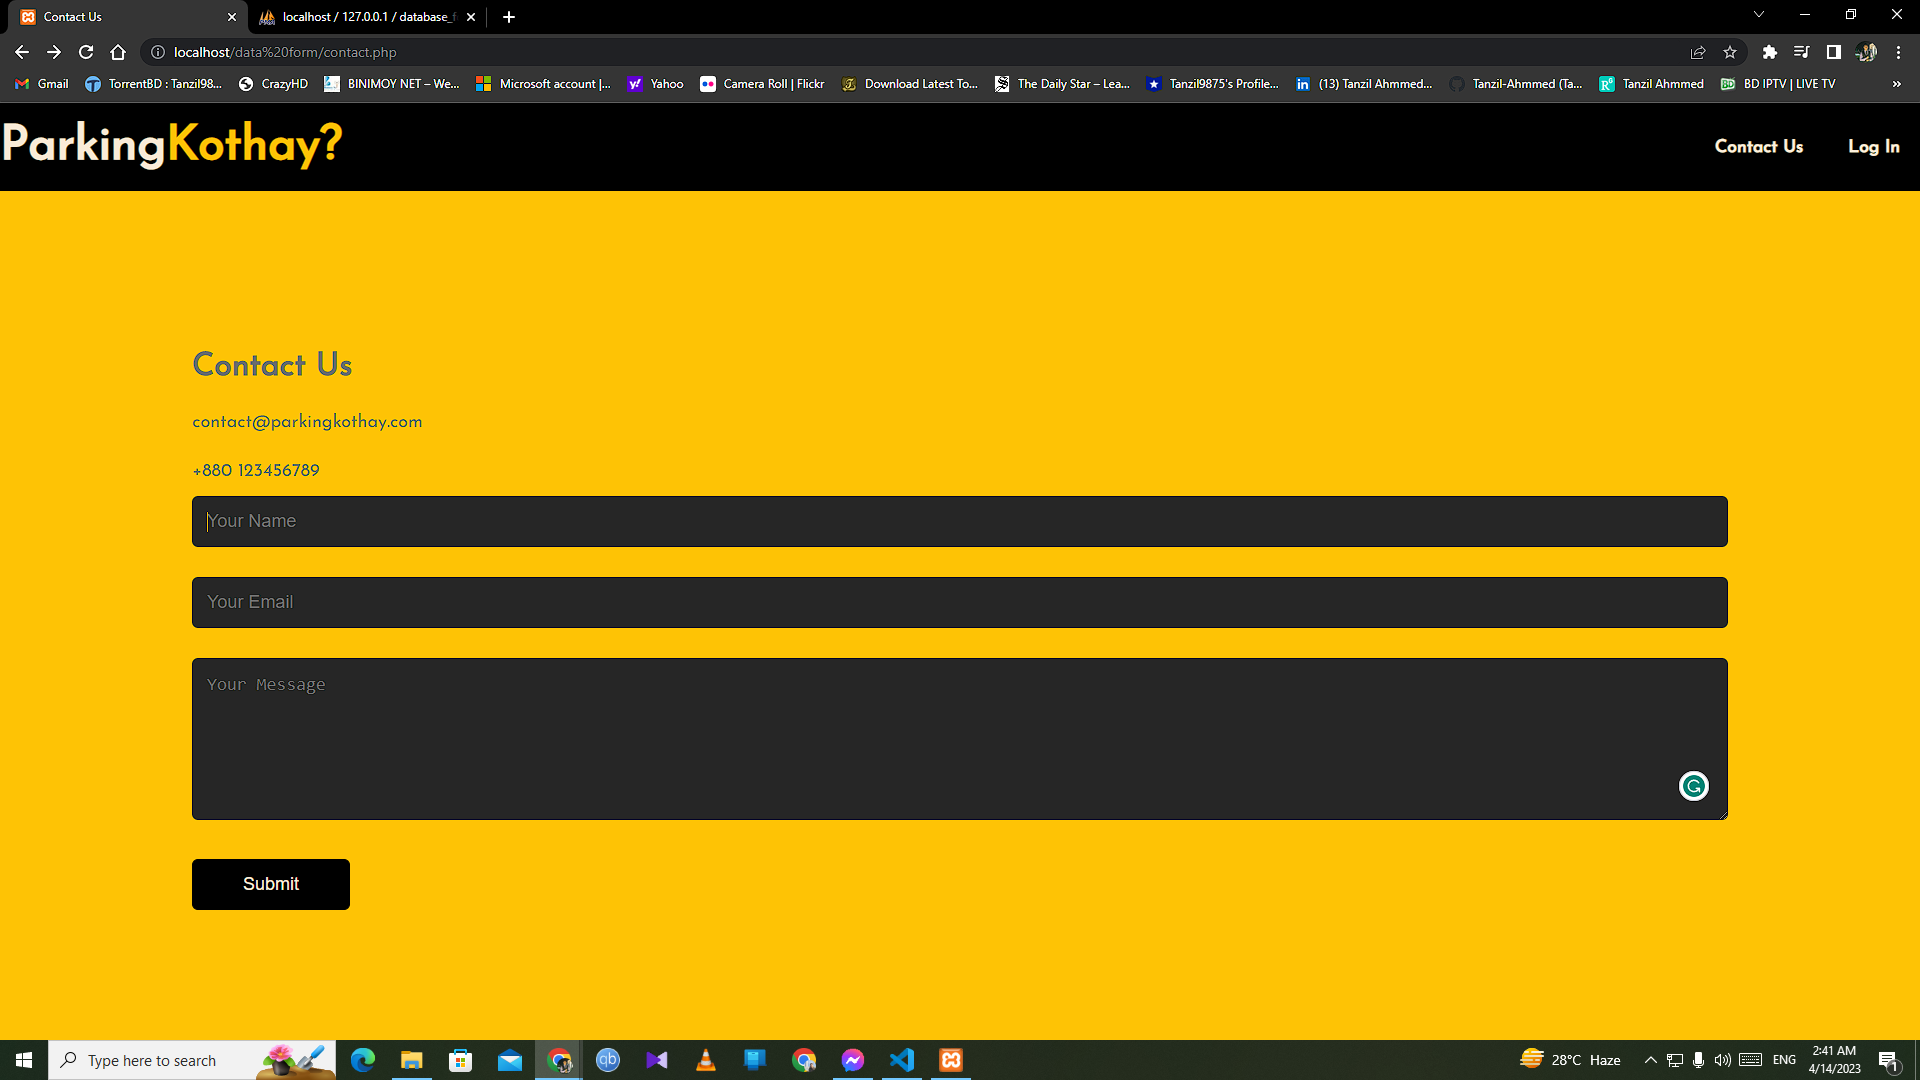 Contact Us
localhost / 127.0.0.1 / database_f
localhost/data%20form/contact.php
Gmail
TorrentBD : Tanzil98...
CrazyHD
BINIMOY NET – We...
Microsoft account |...
Yahoo
Camera Roll | Flickr
Download Latest To...
The Daily Star – Lea...
Tanzil9875's Profile...
(13) Tanzil Ahmmed...
Tanzil-Ahmmed (Ta...
Tanzil Ahmmed
BD IPTV | LIVE TV
»
ParkingKothay?
Contact Us
Log In
Contact Us
contact@parkingkothay.com
+880 123456789
Your Name
Your Email
Your Message
Submit
Type here to search
qb
28°C Haze
ENG
2:41 AM
4/14/2023
1